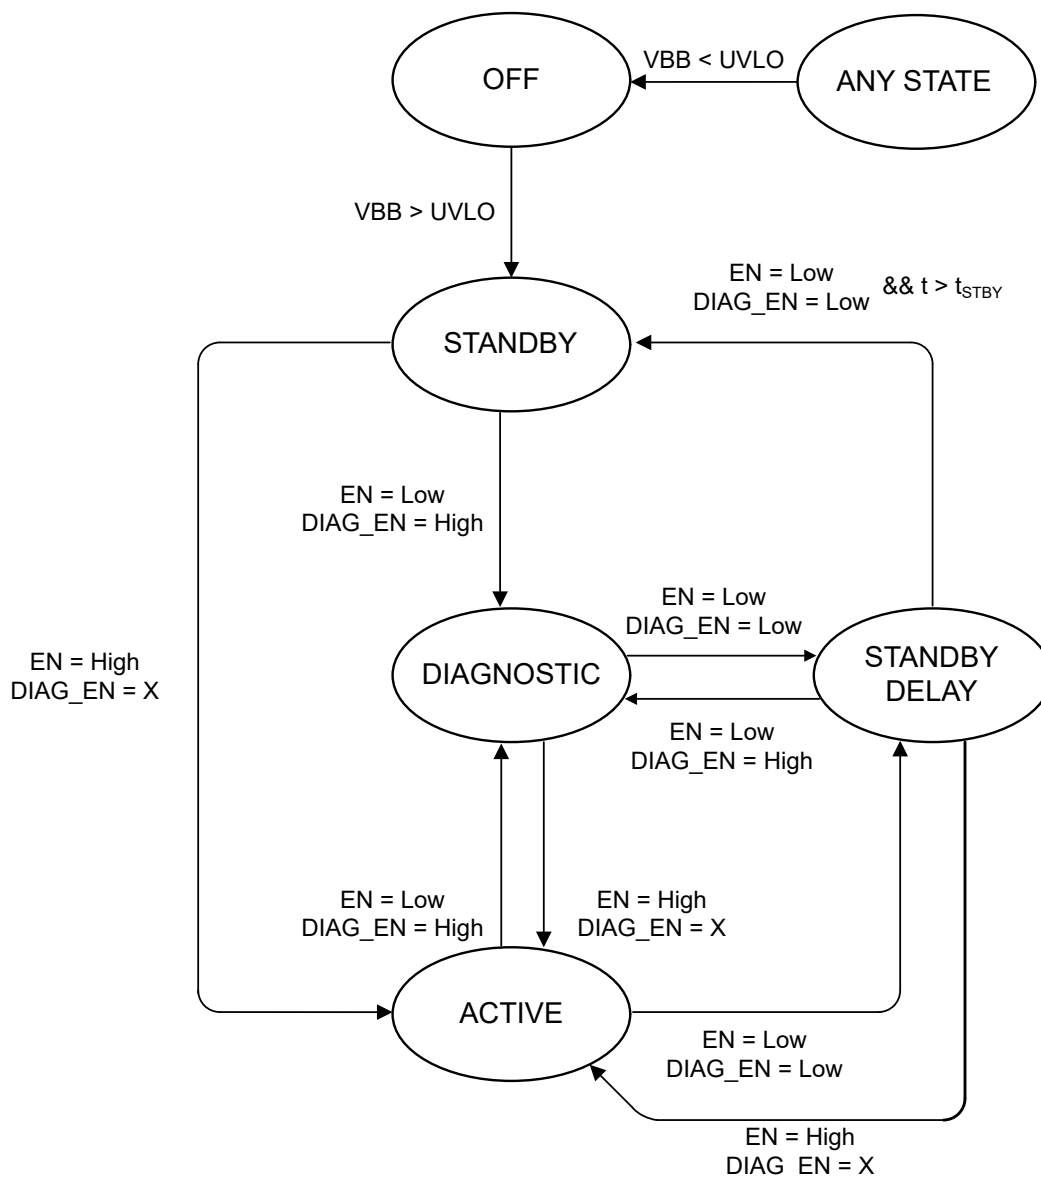 OFF
VBB < UVLO
ANY STATE
VBB > UVLO
EN = Low
DIAG_EN = Low
&& t > tSTBY
STANDBY
EN = Low
DIAG_EN = High
EN = Low
DIAG_EN = Low
EN = High
DIAG_EN = X
DIAGNOSTIC
STANDBY
DELAY
EN = Low
DIAG_EN = High
EN = Low
DIAG_EN = High
EN = High
DIAG_EN = X
ACTIVE
EN = Low
DIAG_EN = Low
EN = High
DIAG EN = X